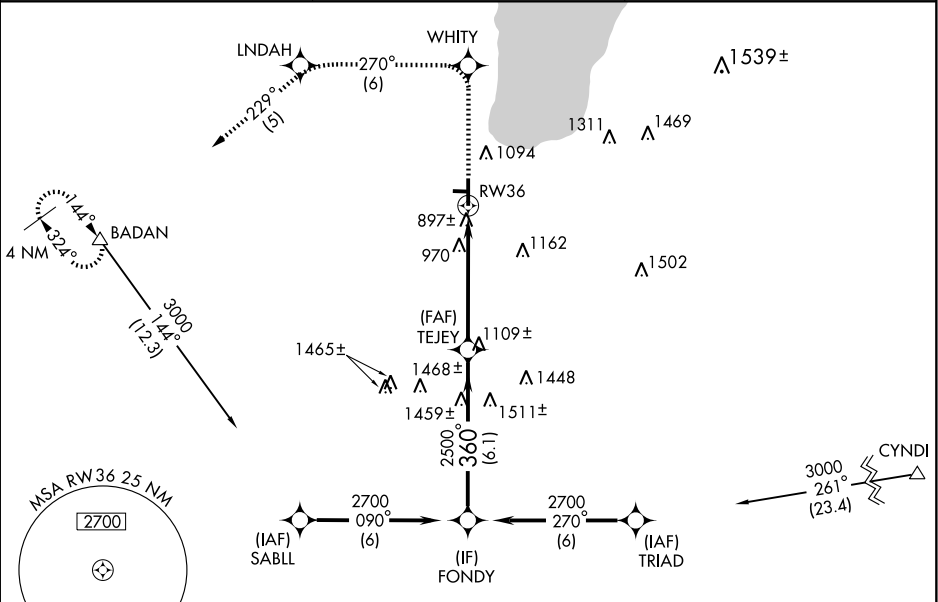 LNDAH
WHITY
1539±
270°
(6)
229°
(5)
1311
1469
1094
RW36
144°
324°
4 NM
BADAN
897±
970
1162
1502
3000
144°
(12.3)
(FAF)
TEJEY
1109±
1465±
1468±
1448
1459±
1511±
2500
360°
(6.1)
CYNDI
3000
261°
(23.4)
MSA RW36 25 NM
2700
2700
090°
(6)
2700
270°
(6)
(IAF)
SABLL
(IF)
FONDY
(IAF)
TRIAD